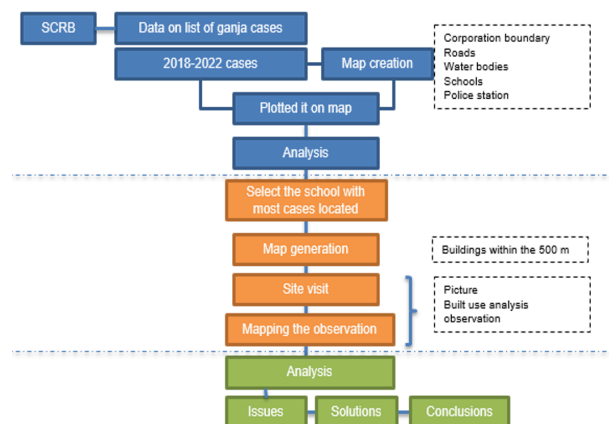 SCRB
Data on list of ganja cases
Corporation boundary
Roads
Water bodies
Schools
Police station
2018-2022 cases
Map creation
Plotted it on map
Analysis
Select the school with
most cases located
Map generation
Buildings within the 500 m
Site visit
Picture
Built use analysis
observation
Mapping the observation
Analysis
Issues
Solutions
Conclusions